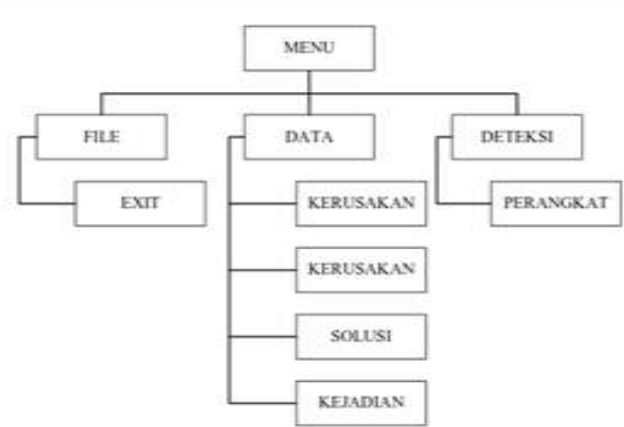 MENU
FILE
DATA
DETEKSI
EXIT
KERUSAKAN
PERANGKAT
KERUSAKAN
SOLUSI
KEJADIAN